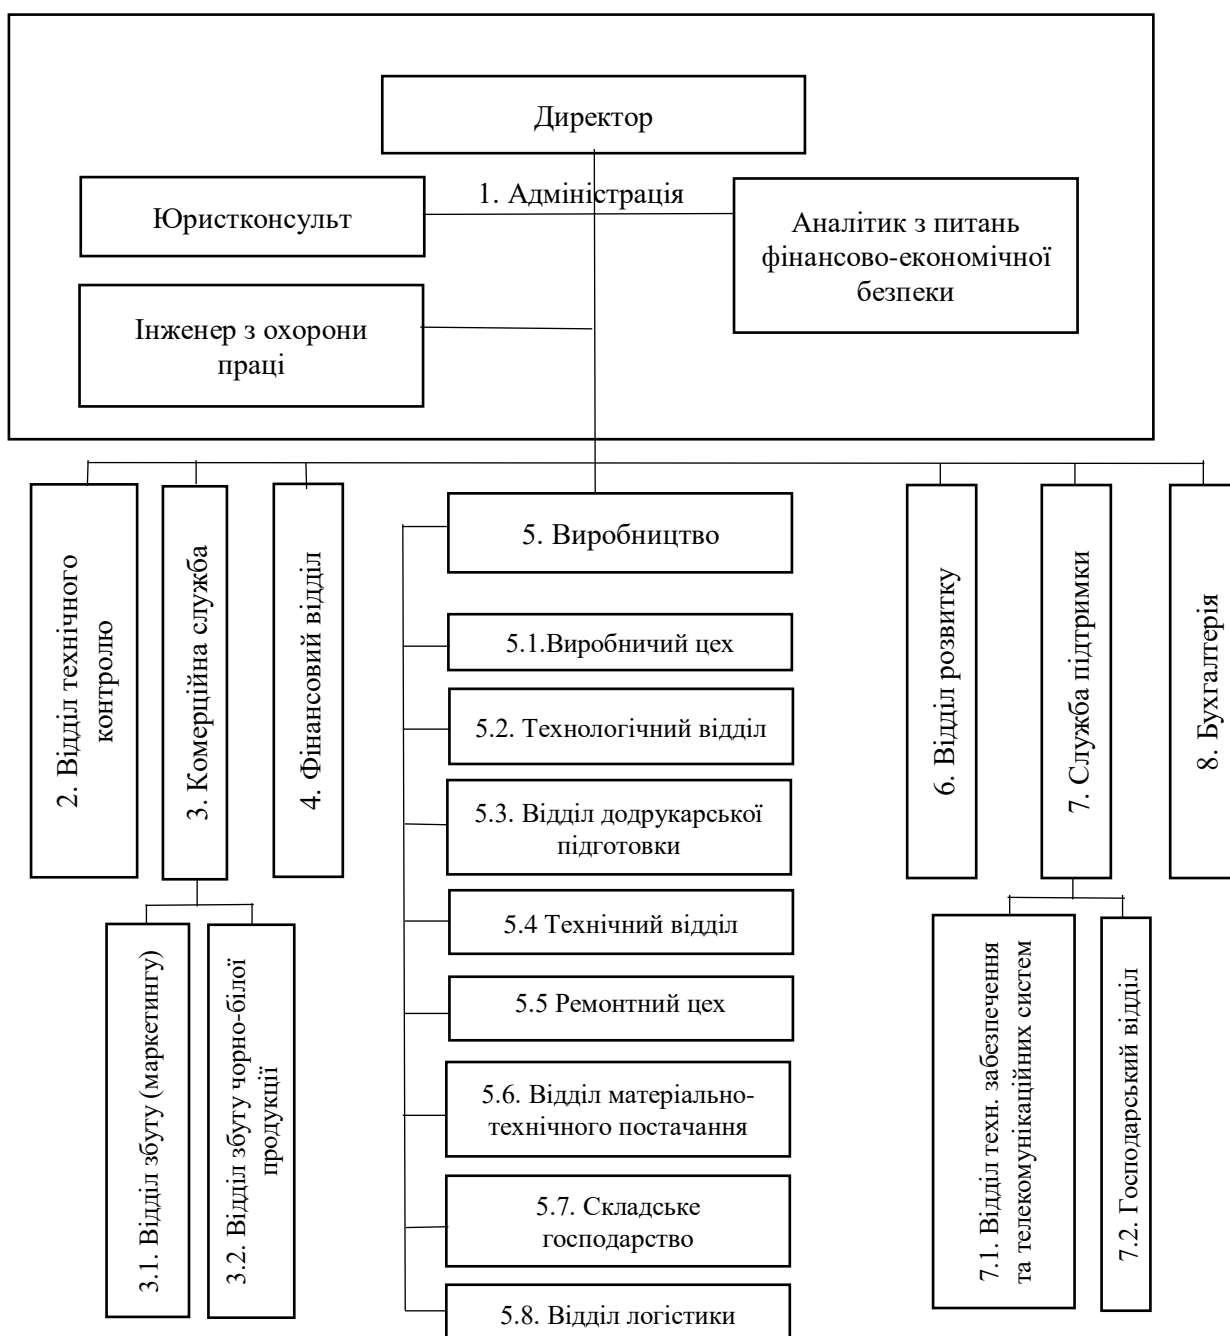 Директор
1. Адміністрація
Юристконсульт
Аналітик з питань
фінансово-економічної
безпеки
Інженер з охорони
праці
2. Відділ технічного
контролю
3. Комерційна служба
4. Фінансовий відділ
5. Виробництво
5.1.Виробничий цех
5.2. Технологічний відділ
5.3. Відділ додрукарської
підготовки
5.4 Технічний відділ
5.5 Ремонтний цех
5.6. Відділ матеріально-
технічного постачання
5.7. Складське
господарство
5.8. Відділ логістики
6. Відділ розвитку
7. Служба підтримки
8. Бухгалтерія
3.1. Відділ збуту (маркетингу)
3.2. Відділ збуту чорно-білої
продукції
7.1. Відділ техн. забезпечення
та телекомунікаційних систем
7.2. Господарський відділ